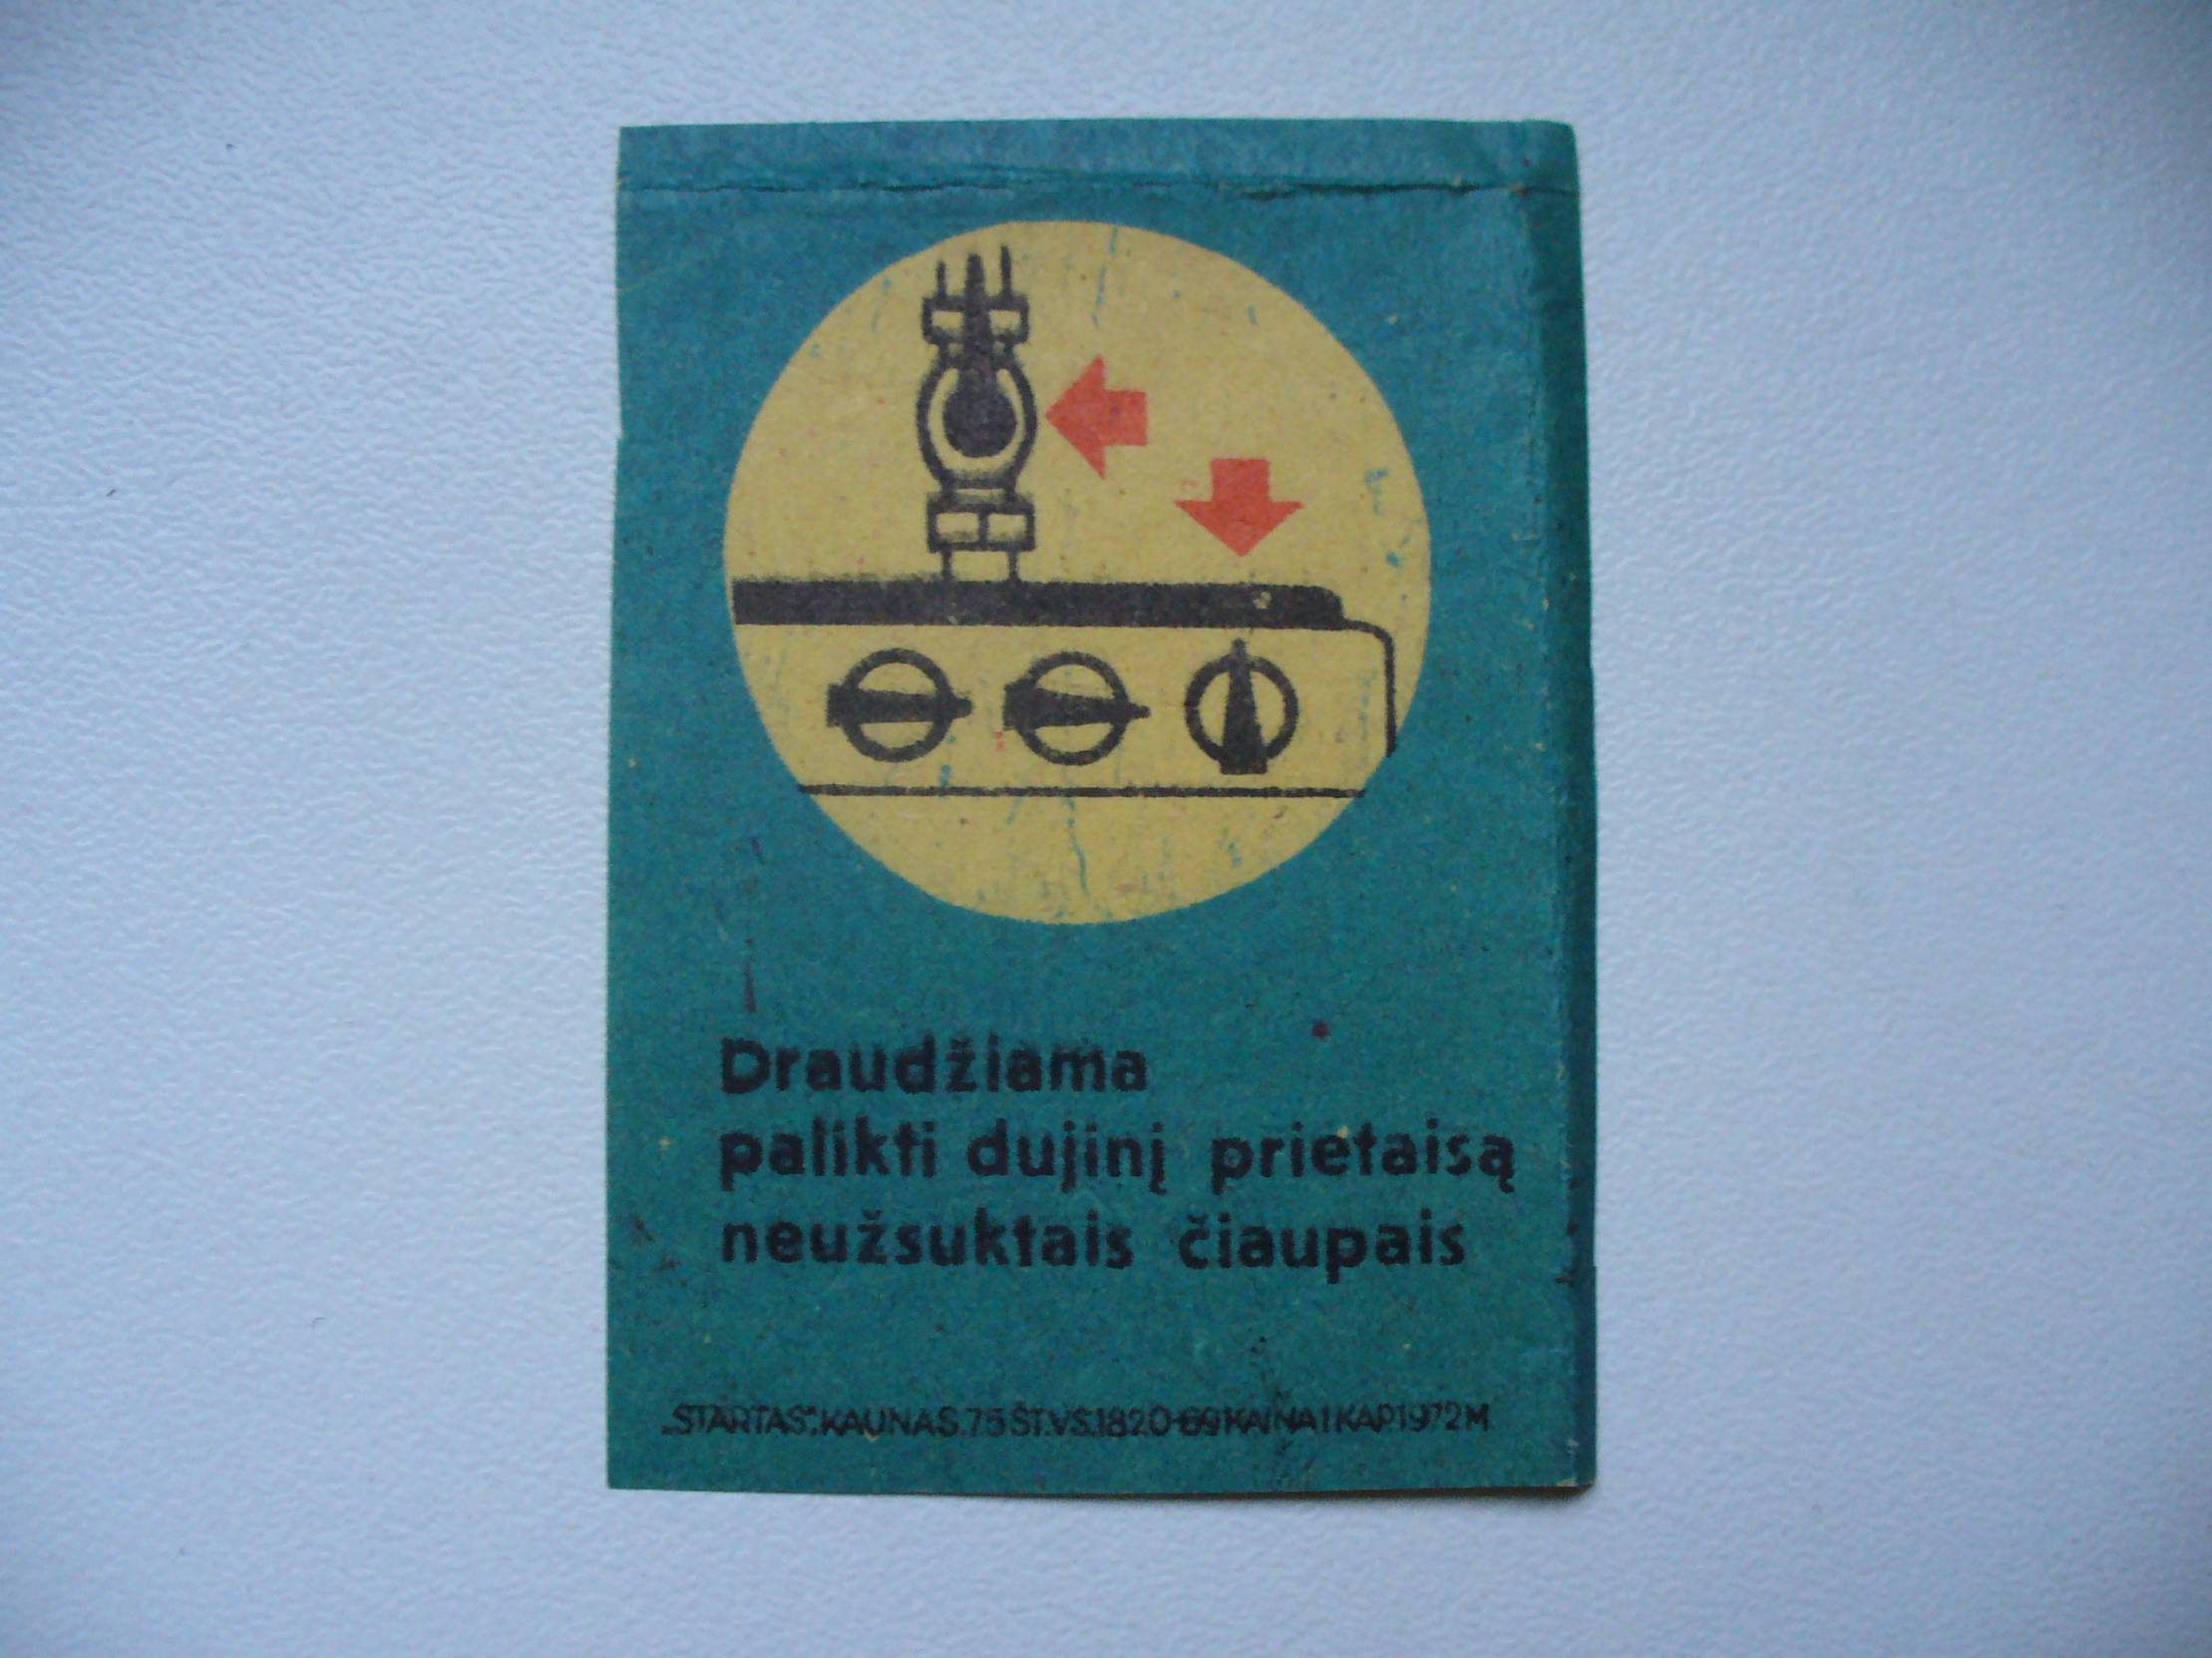 Draudžiama
palikti dujinį prietaisą
neužsuktais čiaupais
„STARTAS“. KAUNAS. 75 ŠT. VS. 1820-69 KAINA 1 KAP. 1972 M